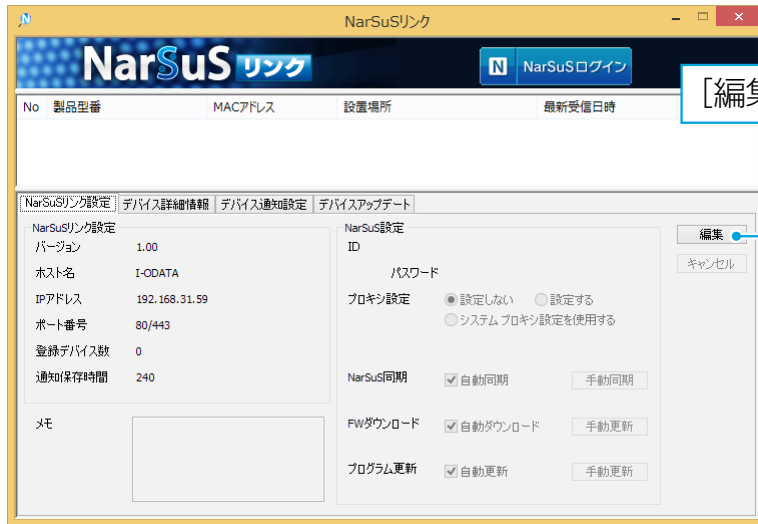 NarSuSリンク
NarSuS リンク
N NarSuSログイン
[編集
No 製品型番 MACアドレス 設置場所 最新受信日時
NarSuSリンク設定 デバイス詳細情報 デバイス通知設定 デバイスアップデート
NarSuSリンク設定
バージョン 1.00
ホスト名 I-ODATA
IPアドレス 192.168.31.59
ポート番号 80/443
登録デバイス数 0
通知保存時間 240
メモ
NarSuS設定
ID
パスワード
プロキシ設定 設定しない 設定する
システム プロキシ設定を使用する
NarSuS同期 自動同期 手動同期
FWダウンロード 自動ダウンロード 手動更新
プログラム更新 自動更新 手動更新
編集
キャンセル